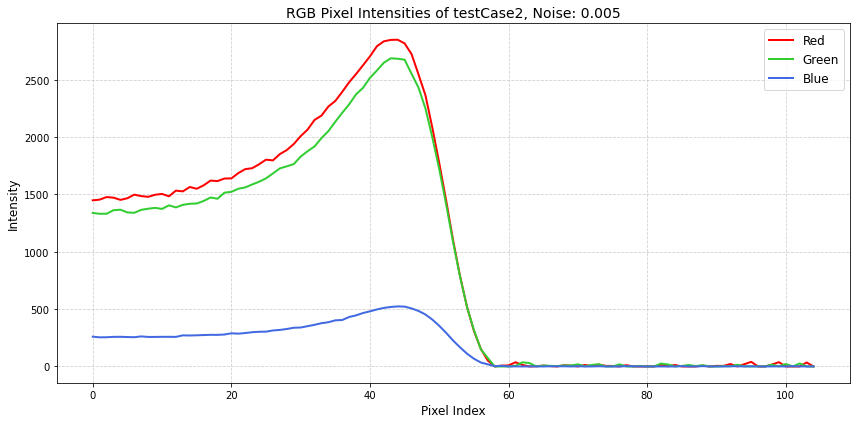 RGB Pixel Intensities of testCase2, Noise: 0.005
Red
Green
Blue
Intensity
2500
2000
1500
1000
500
0
0 20 40 60 80 100
Pixel Index